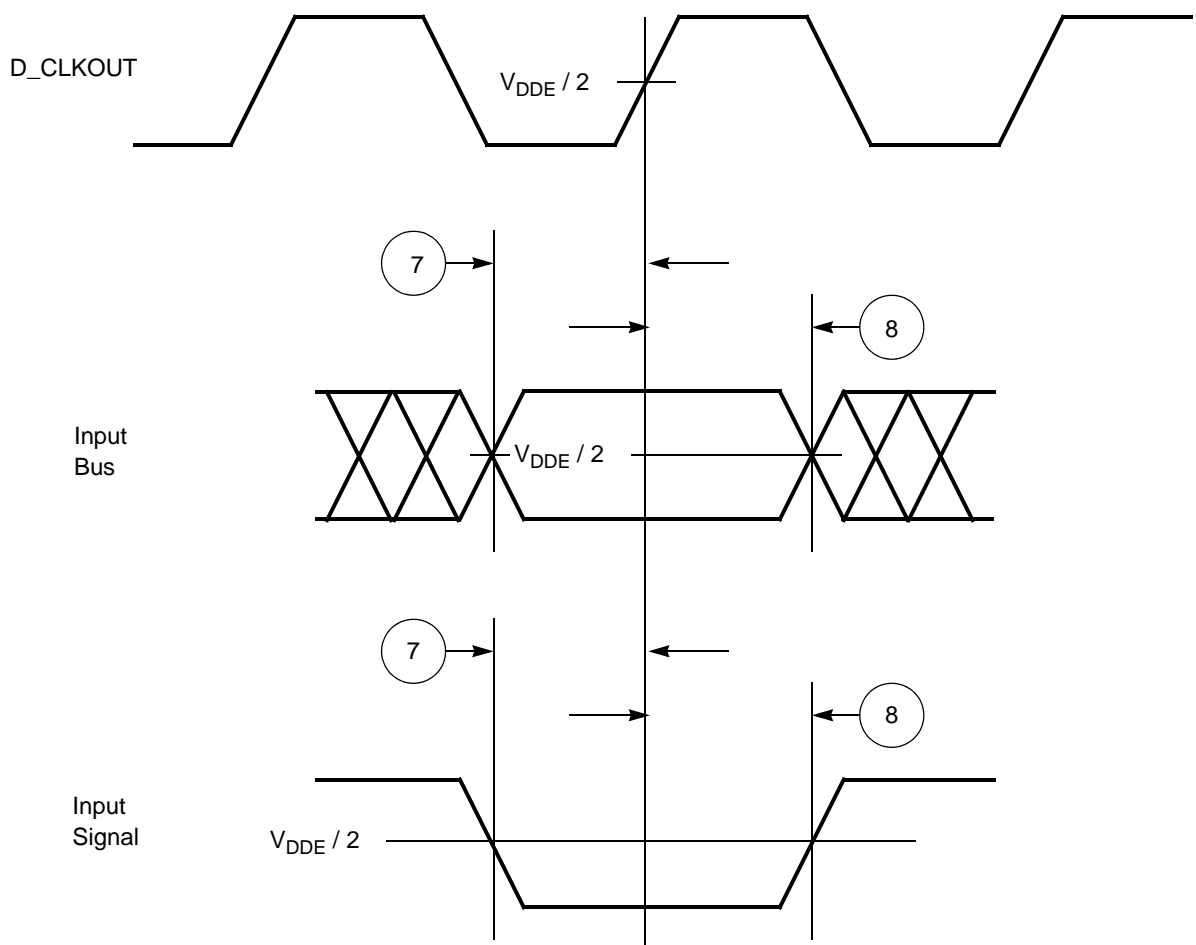 D_CLKOUT
VDDE / 2
7
8
Input
Bus
VDDE / 2
7
8
Input
Signal
VDDE / 2